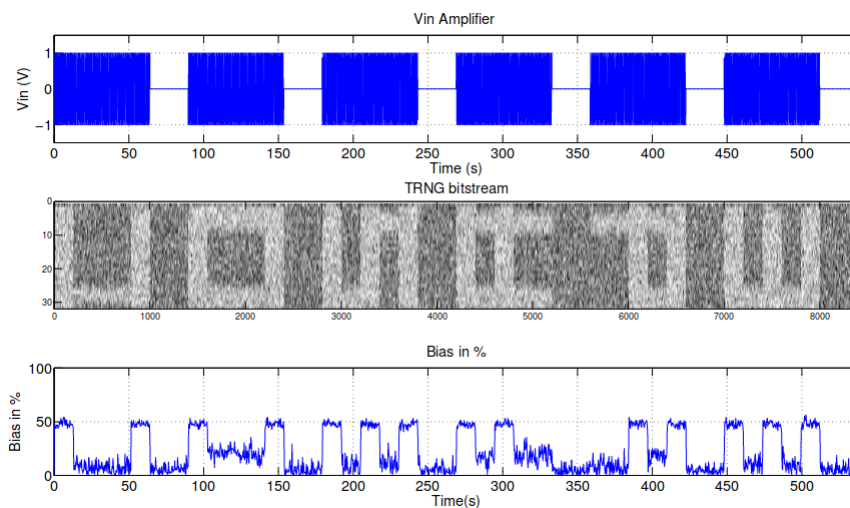 Vin Amplifier
Vin (V)
1
0
−1
0 50 100 150 200 250 300 350 400 450 500
Time (s)
TRNG bitstream
0
10
20
30
0 1000 2000 3000 4000 5000 6000 7000 8000
Bias in %
Bias in %
100
50
0
0 50 100 150 200 250 300 350 400 450 500
Time(s)